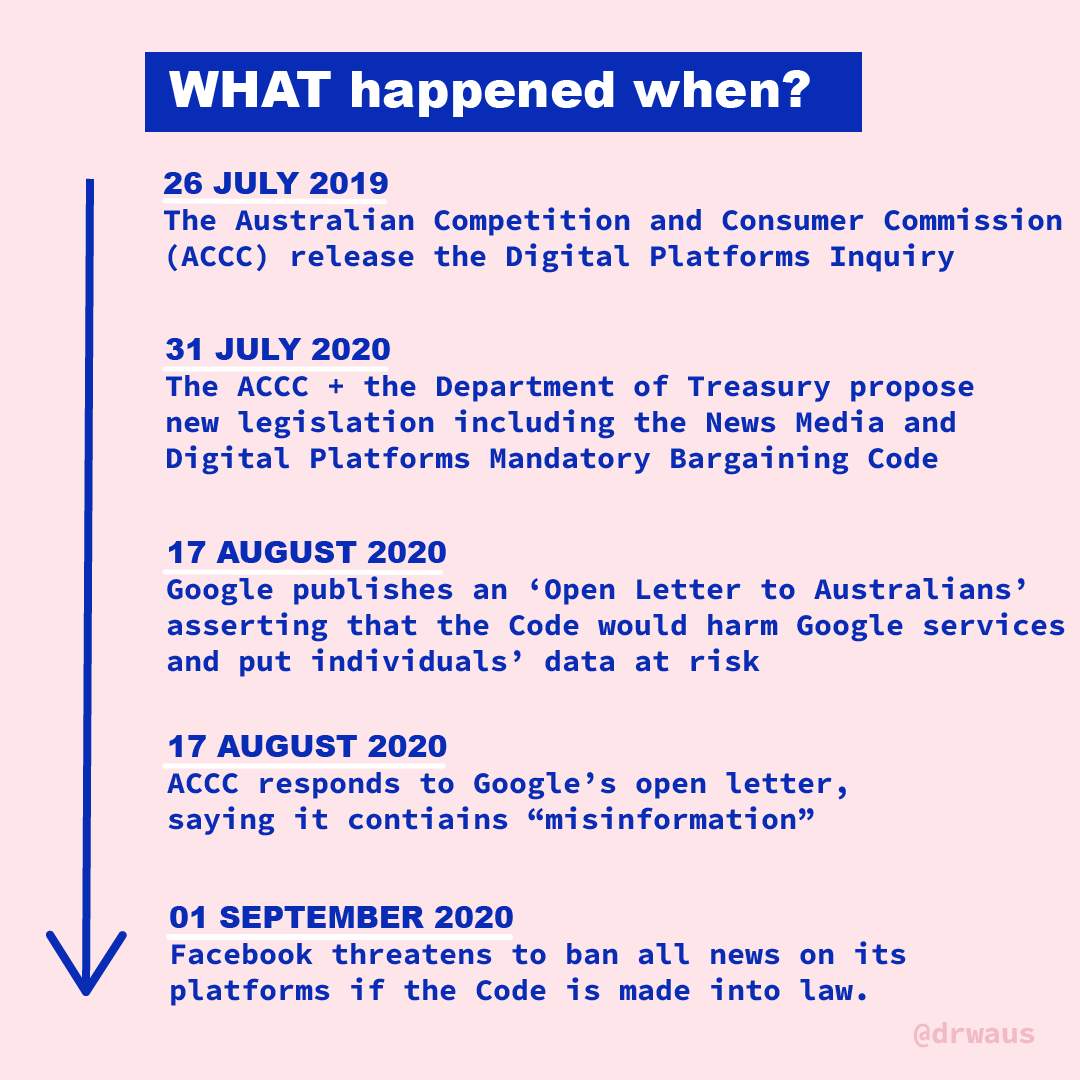 WHAT happened when?
26 JULY 2019
The Australian Competition and Consumer Commission
(ACCC) release the Digital Platforms Inquiry
31 JULY 2020
The ACCC + the Department of Treasury propose
new legislation including the News Media and
Digital Platforms Mandatory Bargaining Code
17 AUGUST 2020
Google publishes an ‘Open Letter to Australians’
asserting that the Code would harm Google services
and put individuals’ data at risk
17 AUGUST 2020
ACCC responds to Google’s open letter,
saying it contiains “misinformation”
01 SEPTEMBER 2020
Facebook threatens to ban all news on its
platforms if the Code is made into law.
@drwaus